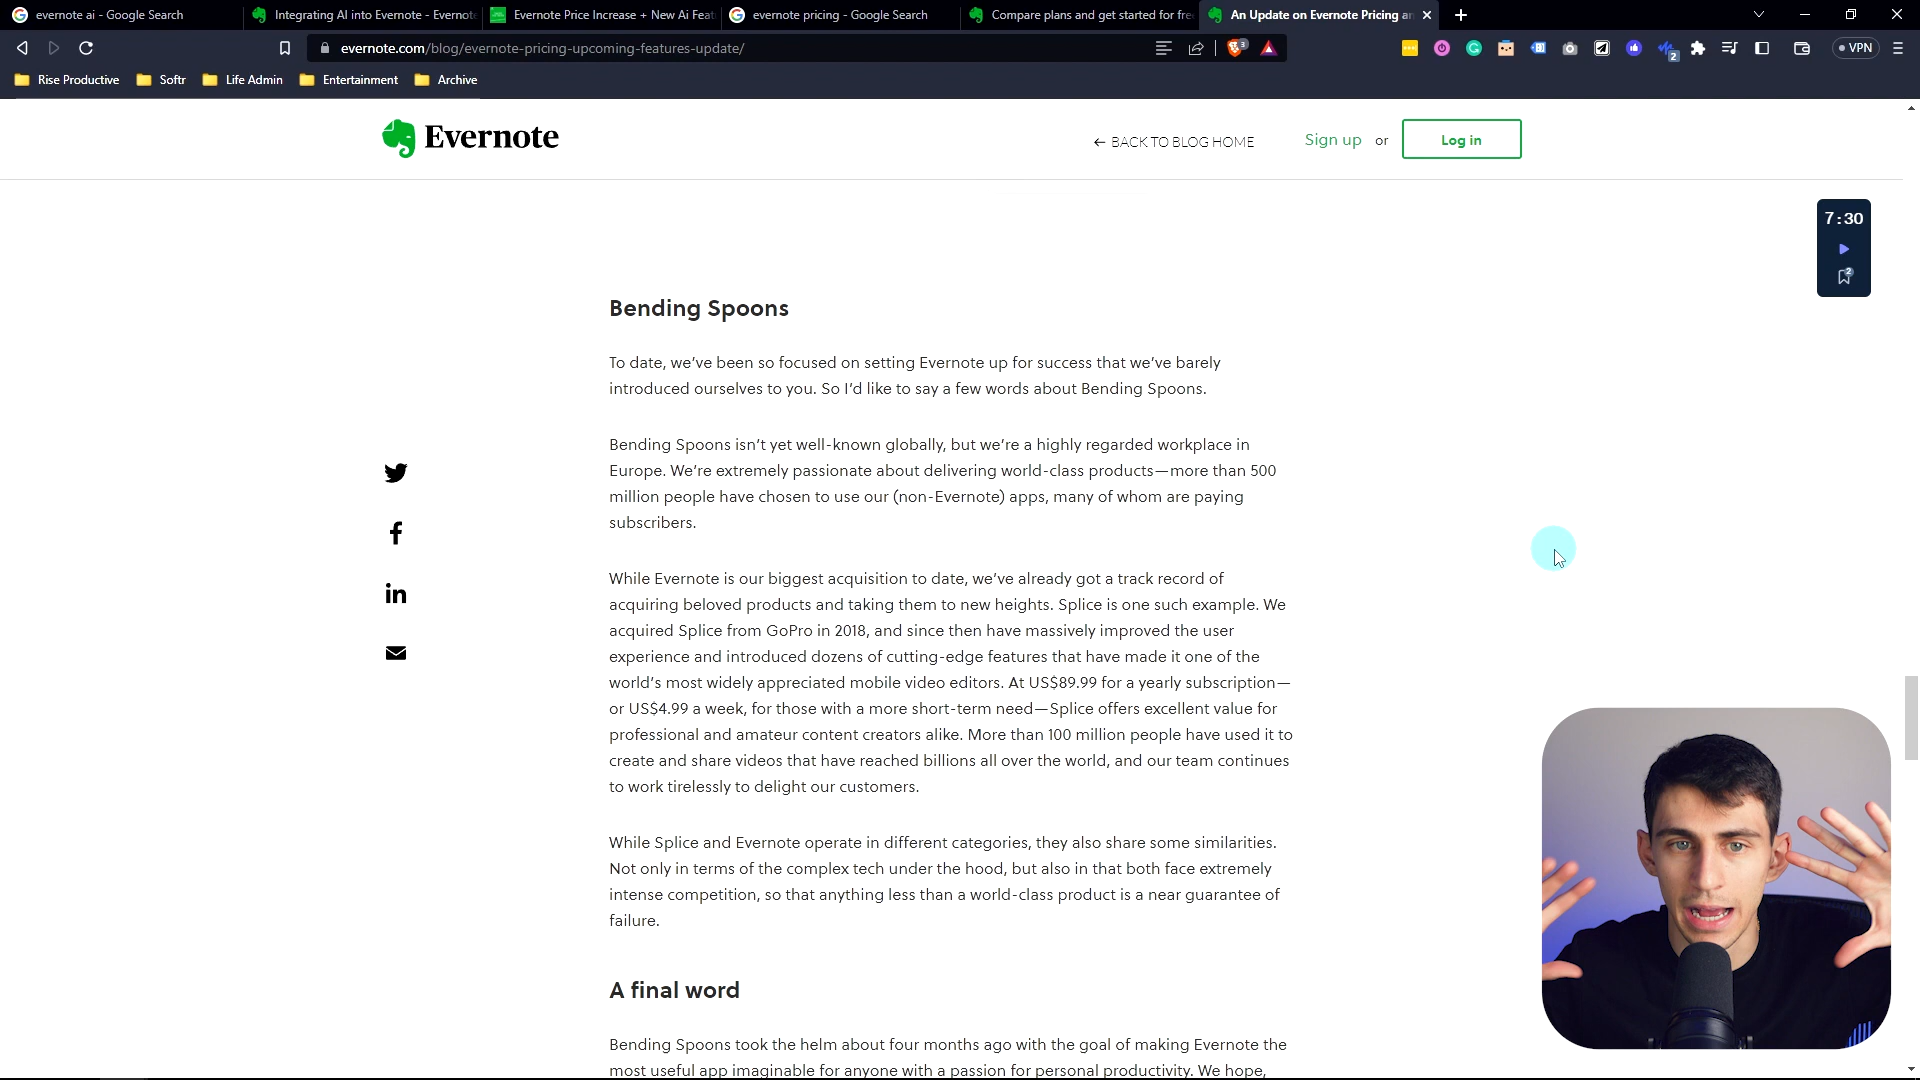 evernote ai - Google Search
Integrating AI into Evernote - Evernote
Evernote Price Increase + New Ai Feat
evernote pricing - Google Search
Compare plans and get started for free
An Update on Evernote Pricing an
evernote.com/blog/evernote-pricing-upcoming-features-update/
3
2
VPN
Rise Productive
Softr
Life Admin
Entertainment
Archive
Evernote
← BACK TO BLOG HOME
Sign up or
Log in
7:30
2
Bending Spoons
To date, we’ve been so focused on setting Evernote up for success that we’ve barely
introduced ourselves to you. So I’d like to say a few words about Bending Spoons.
Bending Spoons isn’t yet well-known globally, but we’re a highly regarded workplace in
Europe. We’re extremely passionate about delivering world-class products—more than 500
million people have chosen to use our (non-Evernote) apps, many of whom are paying
subscribers.
While Evernote is our biggest acquisition to date, we’ve already got a track record of
acquiring beloved products and taking them to new heights. Splice is one such example. We
acquired Splice from GoPro in 2018, and since then have massively improved the user
experience and introduced dozens of cutting-edge features that have made it one of the
world’s most widely appreciated mobile video editors. At US$89.99 for a yearly subscription—
or US$4.99 a week, for those with a more short-term need—Splice offers excellent value for
professional and amateur content creators alike. More than 100 million people have used it to
create and share videos that have reached billions all over the world, and our team continues
to work tirelessly to delight our customers.
While Splice and Evernote operate in different categories, they also share some similarities.
Not only in terms of the complex tech under the hood, but also in that both face extremely
intense competition, so that anything less than a world-class product is a near guarantee of
failure.
A final word
Bending Spoons took the helm about four months ago with the goal of making Evernote the
most useful app imaginable for anyone with a passion for personal productivity. We hope,